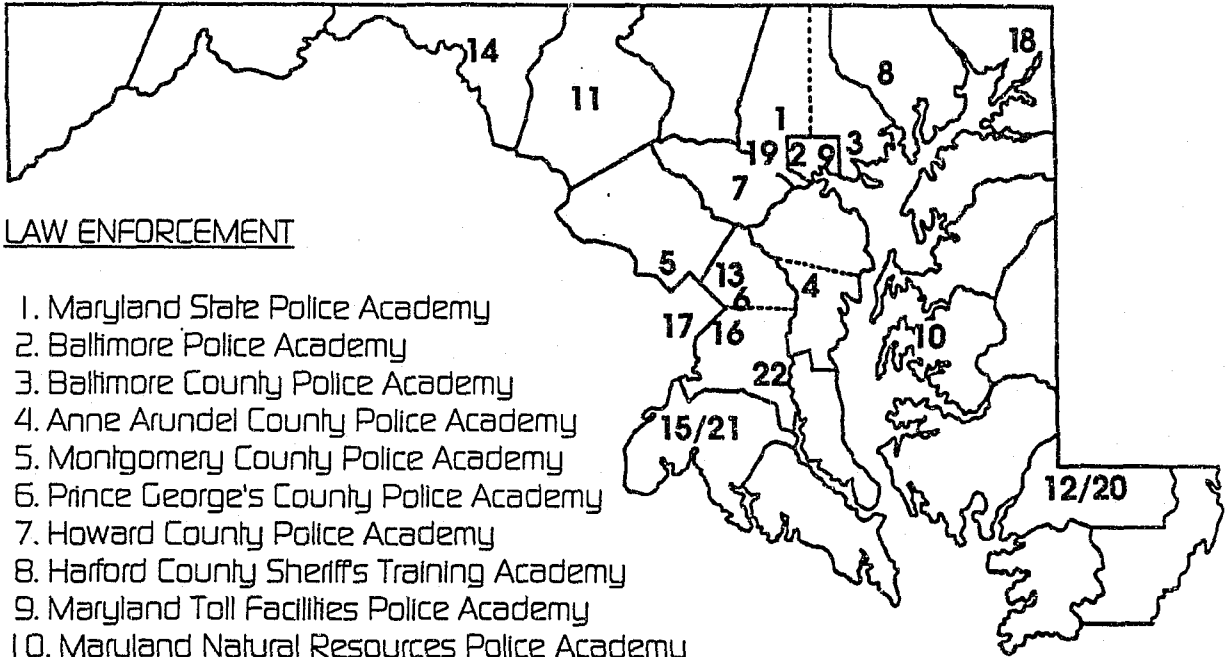 14
11
18
8
1
19 2 9 3
7
LAW ENFORCEMENT
5 13 4
6
17 16
10
22
15/21
12/20
1. Maryland State Police Academy
2. Baltimore Police Academy
3. Baltimore County Police Academy
4. Anne Arundel County Police Academy
5. Montgomery County Police Academy
6. Prince George's County Police Academy
7. Howard County Police Academy
8. Harford County Sheriff's Training Academy
9. Maryland Toll Facilities Police Academy
10. Maryland Natural Resources Police Academy